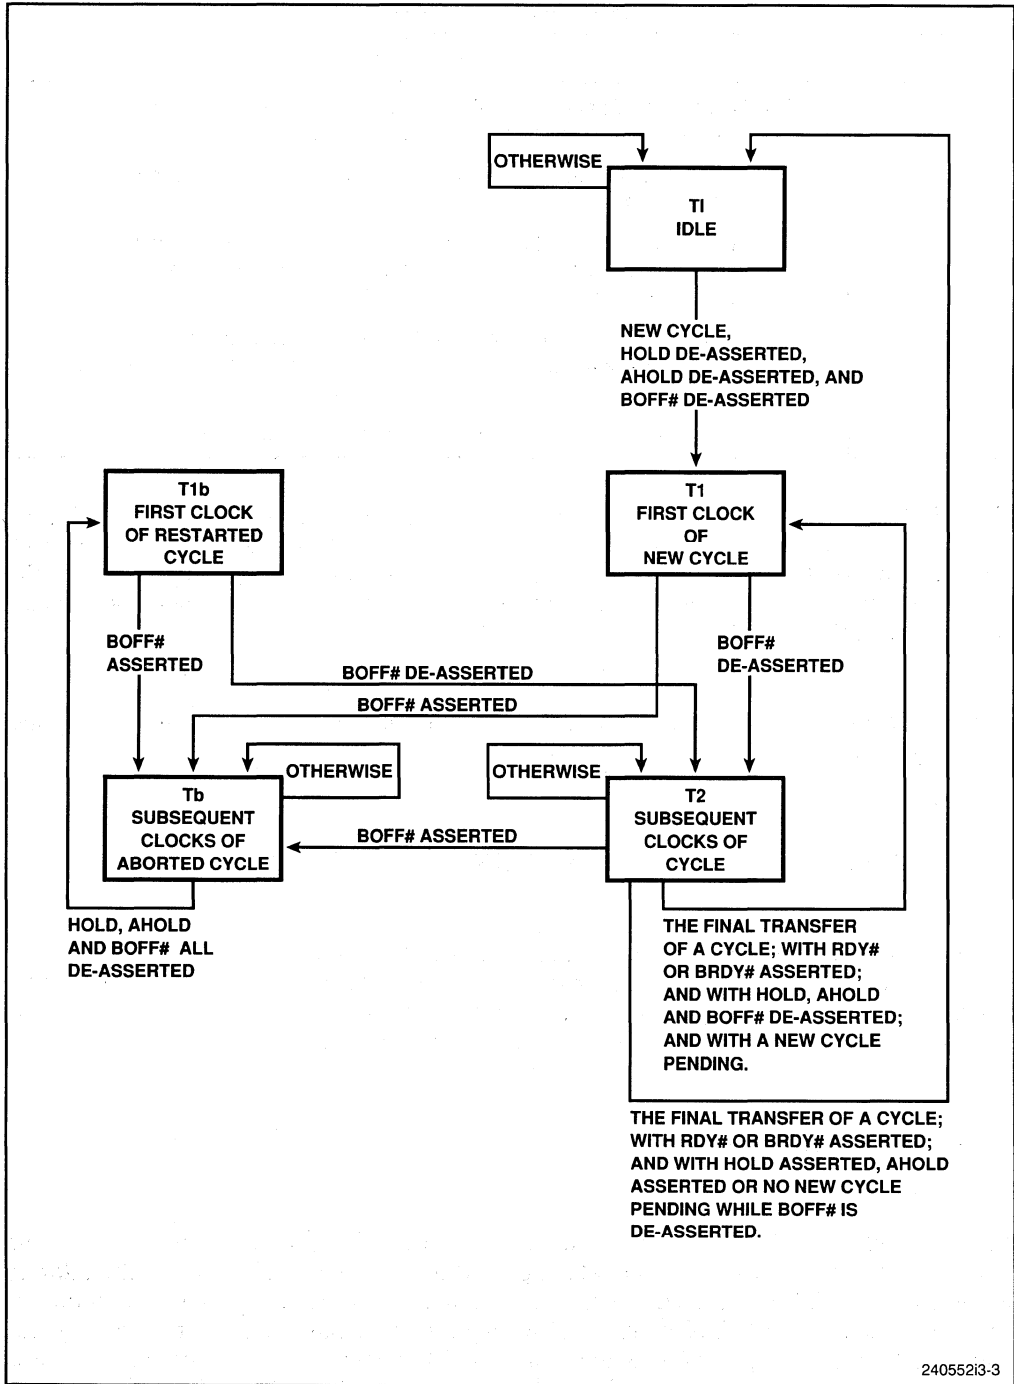 OTHERWISE
TI
IDLE
NEW CYCLE,
HOLD DE-ASSERTED,
AHOLD DE-ASSERTED, AND
BOFF# DE-ASSERTED
T1b
FIRST CLOCK
OF RESTARTED
CYCLE
T1
FIRST CLOCK
OF
NEW CYCLE
BOFF#
ASSERTED
BOFF#
DE-ASSERTED
BOFF# DE-ASSERTED
BOFF# ASSERTED
OTHERWISE
OTHERWISE
Tb
SUBSEQUENT
CLOCKS OF
ABORTED CYCLE
BOFF# ASSERTED
T2
SUBSEQUENT
CLOCKS OF
CYCLE
HOLD, AHOLD
AND BOFF# ALL
DE-ASSERTED
THE FINAL TRANSFER
OF A CYCLE; WITH RDY#
OR BRDY# ASSERTED;
AND WITH HOLD, AHOLD
AND BOFF# DE-ASSERTED;
AND WITH A NEW CYCLE
PENDING.
THE FINAL TRANSFER OF A CYCLE;
WITH RDY# OR BRDY# ASSERTED;
AND WITH HOLD ASSERTED, AHOLD
ASSERTED OR NO NEW CYCLE
PENDING WHILE BOFF# IS
DE-ASSERTED.
240552i3-3